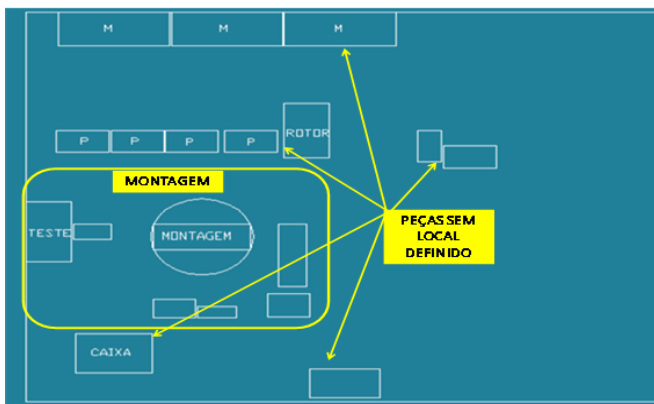 M M M
P P P P ROTOR
MONTAGEM
TESTE
MONTAGEM
PEÇAS SEM
LOCAL
DEFINIDO
CAIXA